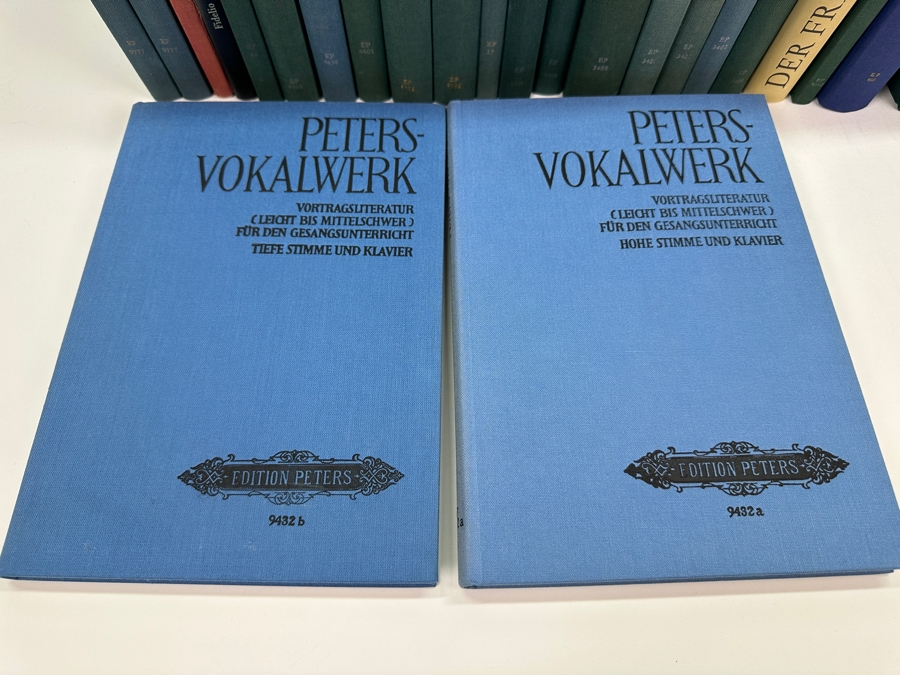 Fidelio
DER FR
PETERS-
VOKALWERK
VORTRAGSLITERATUR
(LEICHT BIS MITTELSCHWER)
FÜR DEN GESANGSUNTERRICHT
TIEFE STIMME UND KLAVIER
EDITION PETERS
9432 b
PETERS-
VOKALWERK
VORTRAGSLITERATUR
(LEICHT BIS MITTELSCHWER)
FÜR DEN GESANGSUNTERRICHT
HOHE STIMME UND KLAVIER
EDITION PETERS
9432 a